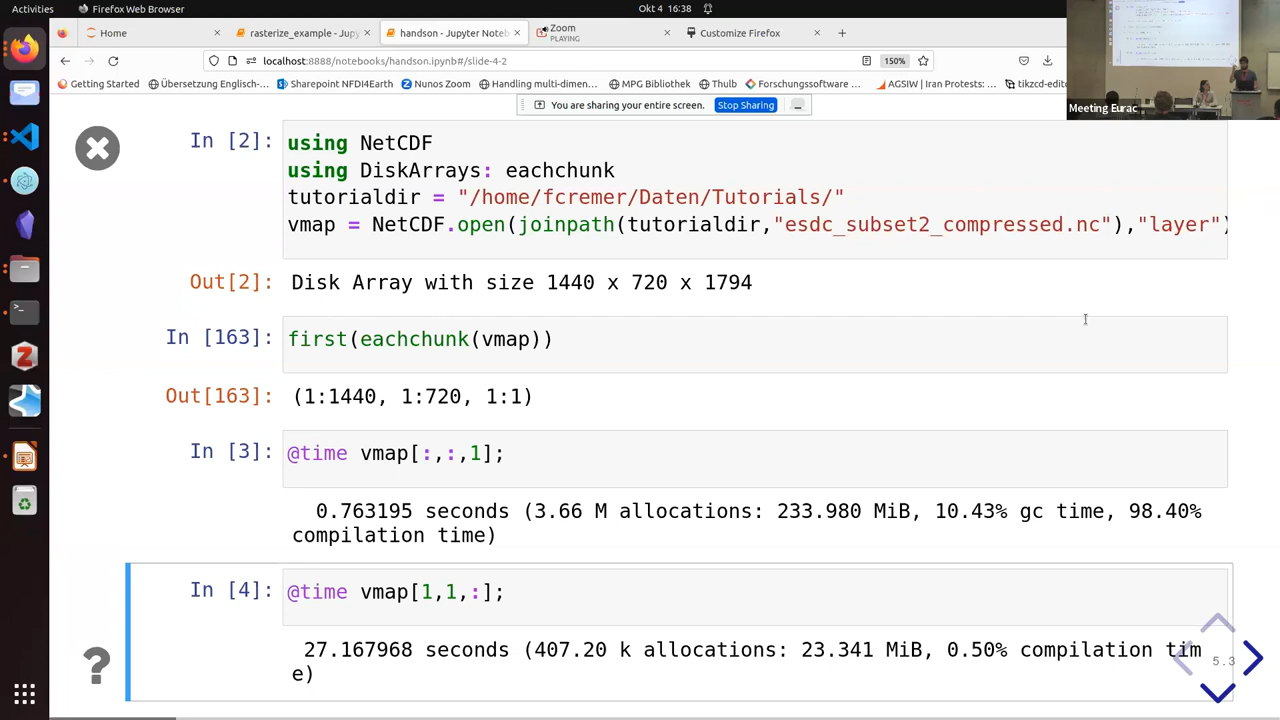 Activities
Firefox Web Browser
Okt 4 16:38
Home
rasterize_example - Jupyt
handson - Jupyter Noteb
Zoom
PLAYING
Customize Firefox
localhost:8888/notebooks/handson.ipynb#/slide-4-2
150%
Getting Started
Übersetzung Englisch-...
Sharepoint NFDI4Earth
Nunos Zoom
Handling multi-dimen...
MPG Bibliothek
Thulb
Forschungssoftware ...
AGSIW | Iran Protests: ...
tikzcd-editor
You are sharing your entire screen.
Stop Sharing
Meeting Eurac
In [2]:
using NetCDF
using DiskArrays: eachchunk
tutorialdir = "/home/fcremer/Daten/Tutorials/"
vmap = NetCDF.open(joinpath(tutorialdir,"esdc_subset2_compressed.nc"),"layer")
Out[2]:
Disk Array with size 1440 x 720 x 1794
In [163]:
first(eachchunk(vmap))
Out[163]:
(1:1440, 1:720, 1:1)
In [3]:
@time vmap[:,:,1];
0.763195 seconds (3.66 M allocations: 233.980 MiB, 10.43% gc time, 98.40%
compilation time)
In [4]:
@time vmap[1,1,:];
27.167968 seconds (407.20 k allocations: 23.341 MiB, 0.50% compilation tim
e)
5.3